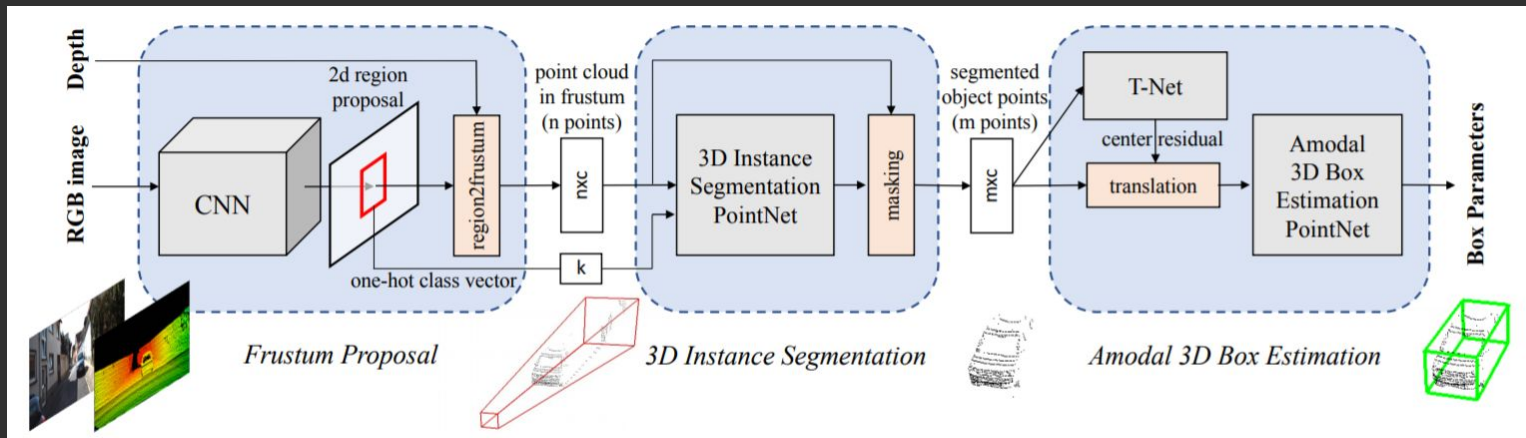 Depth
RGB image
CNN
2d region
proposal
region2frustum
one-hot class vector
point cloud
in frustum
(n points)
nxc
k
3D Instance
Segmentation
PointNet
masking
segmented
object points
(m points)
mxc
T-Net
center residual
translation
Amodal
3D Box
Estimation
PointNet
Box Parameters
Frustum Proposal
3D Instance Segmentation
Amodal 3D Box Estimation